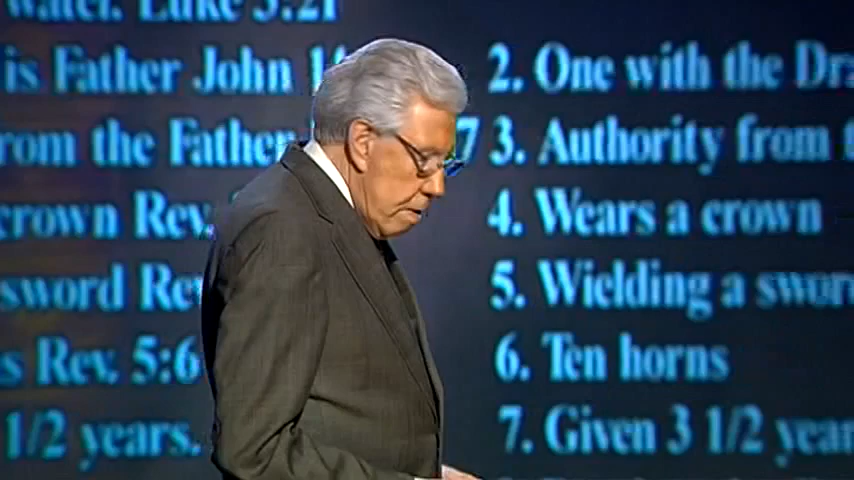 water. Luke 3:21
is Father John
2. One with the
from the Father
7 3. Authority from
crown Rev.
4. Wears a crown
sword
5. Wielding a
Rev. 5:6
6. Ten horns
1/2 years.
7. Given 3 1/2